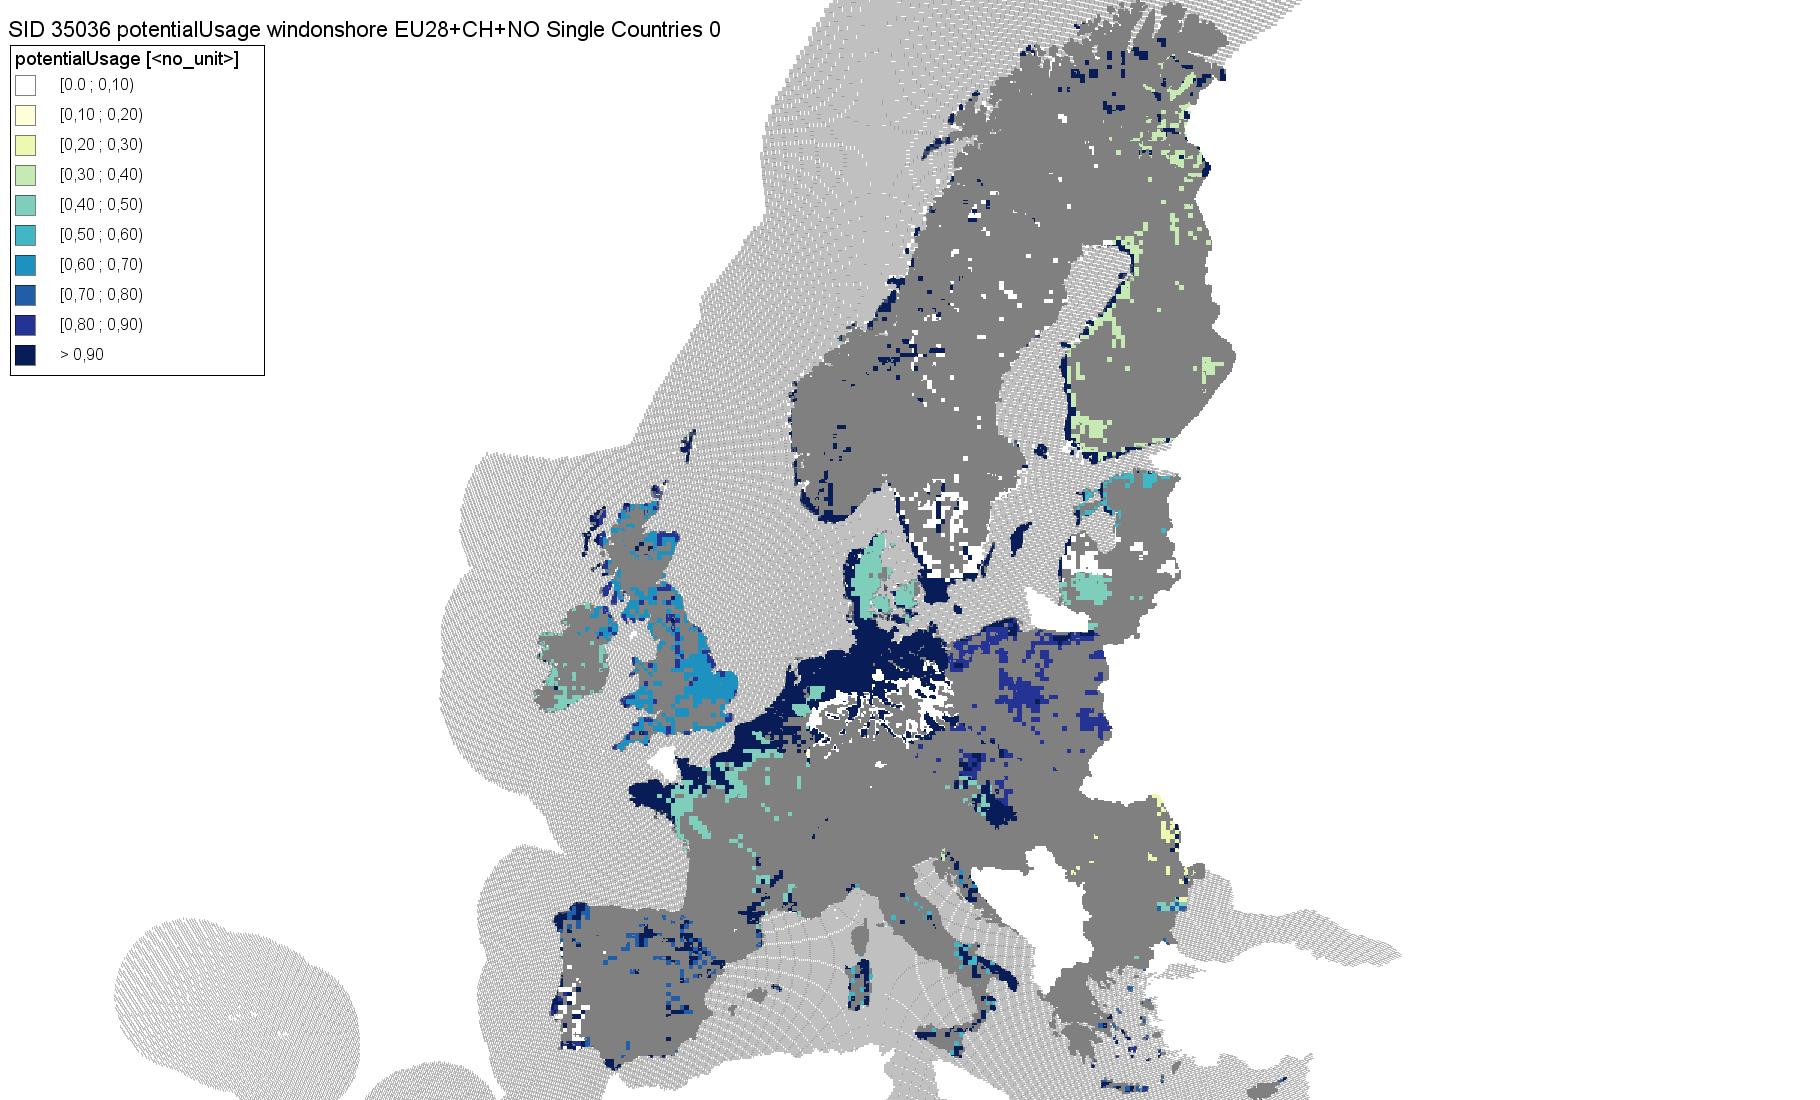 SID 35036 potentialUsage windonshore EU28+CH+NO Single Countries 0
potentialUsage [<no_unit>]
[0.0 ; 0,10)
[0,10 ; 0,20)
[0,20 ; 0,30)
[0,30 ; 0,40)
[0,40 ; 0,50)
[0,50 ; 0,60)
[0,60 ; 0,70)
[0,70 ; 0,80)
[0,80 ; 0,90)
> 0,90